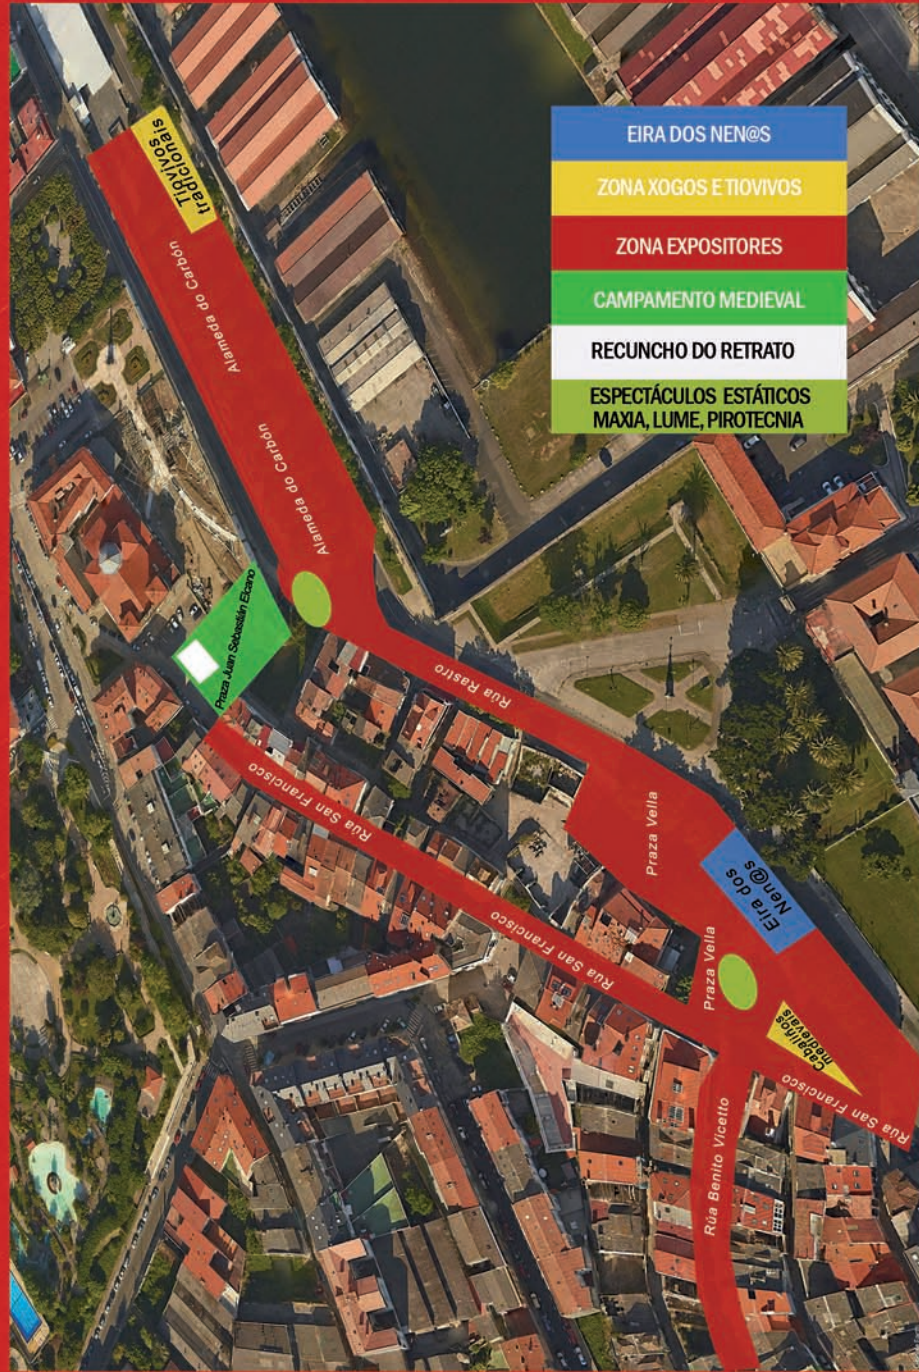 EIRA DOS NEN@S
ZONA XOGOS E TIOVIVOS
ZONA EXPOSITORES
CAMPAMENTO MEDIEVAL
RECUNCHO DO RETRATO
ESPECTÁCULOS ESTÁTICOS
MAXIA, LUME, PIROTECNIA
Tiovivos
tradicionais
Alameda do Carbón
Alameda do Carbón
Praza Juan Sebastián Elcano
Rúa Rastro
Rúa San Francisco
Praza Vella
Eira dos
Nen@s
Rúa San Francisco
Praza Vella
Cabaliños
medievais
Rúa San Francisco
Rúa Benito Vicetto